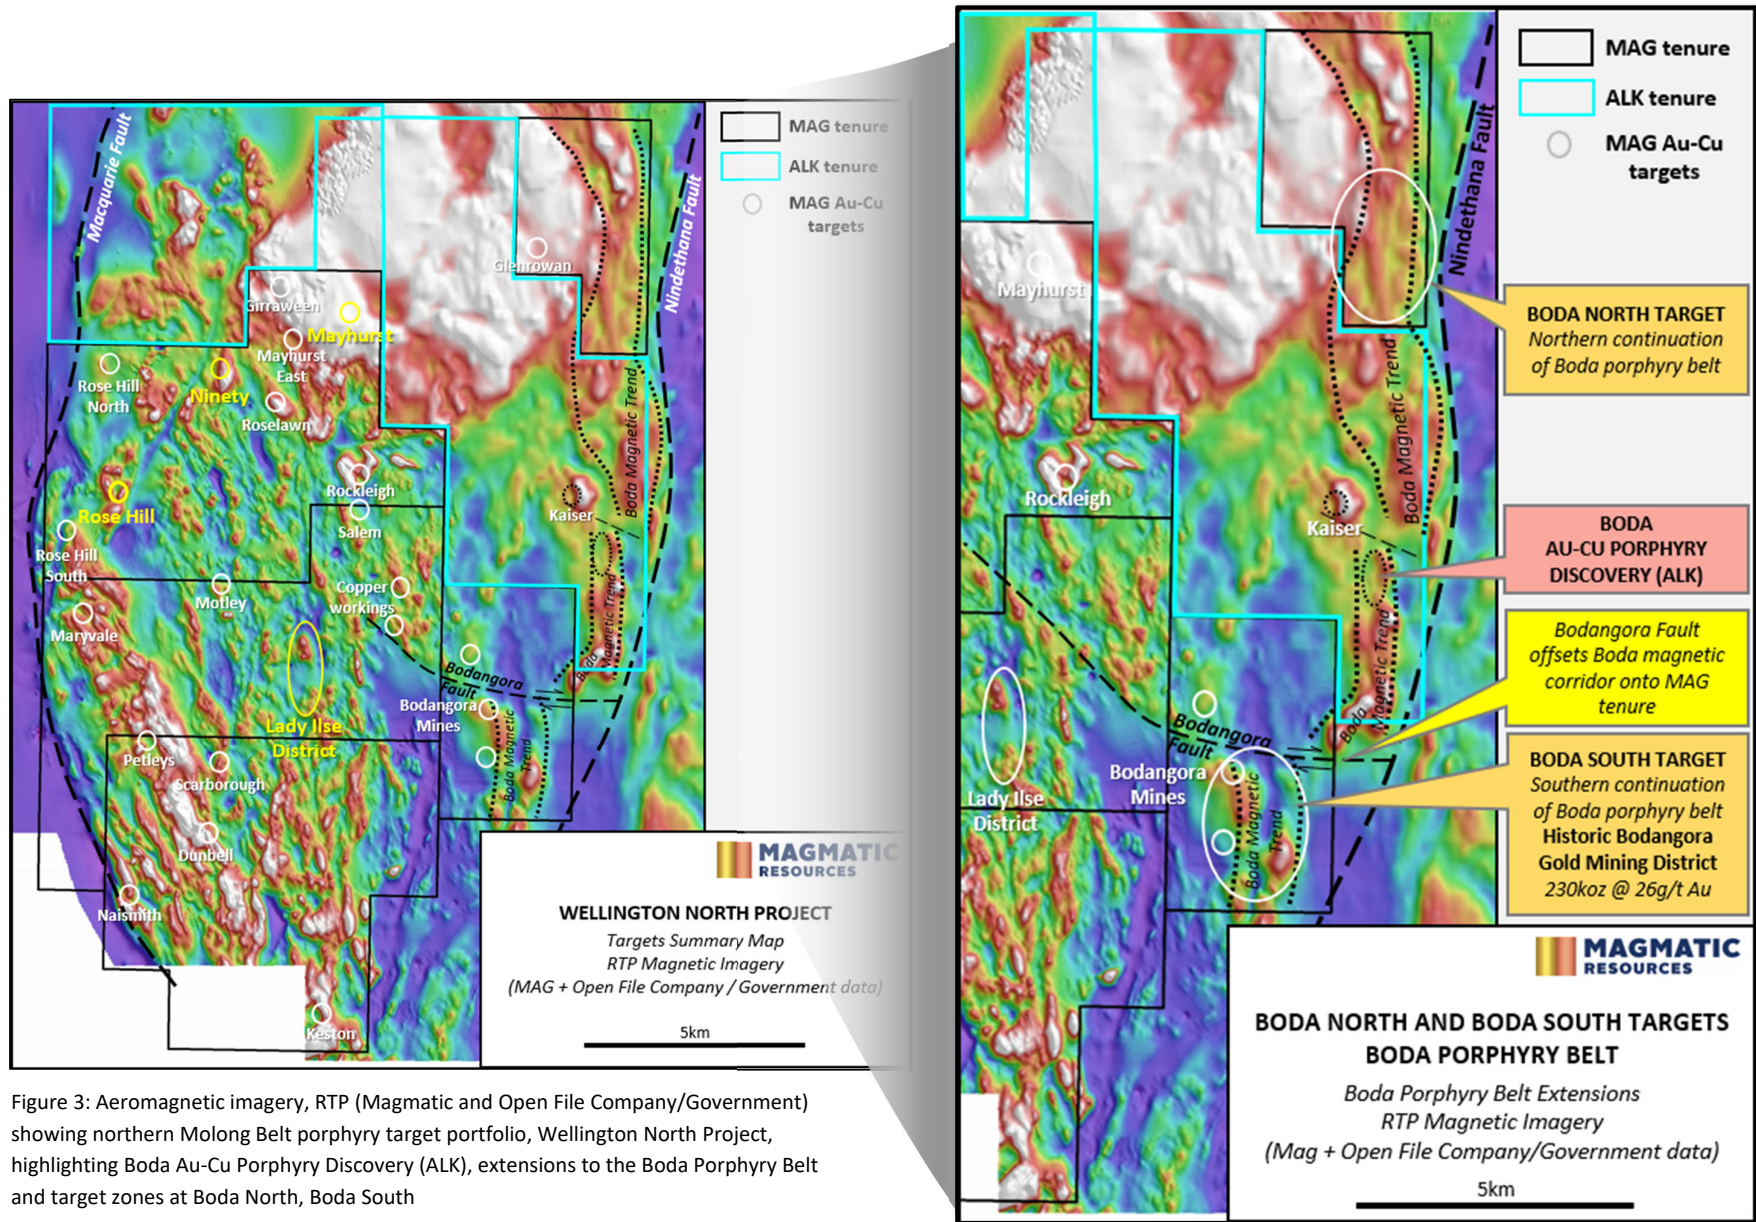 Macquarie Fault
Nindethana Fault
MAG tenure
ALK tenure
MAG Au-Cu
targets
Glenrowan
Girraween
Mayhurst
Mayhurst
East
Rose Hill
North
Ninety
Roselawn
Rockleigh
Salem
Rose Hill
Rose Hill
South
Kaiser
Boda Magnetic Trend
Motley
Copper
workings
Maryvale
Boda
Magnetic Trend
Bodangora
Fault
Bodangora
Mines
Boda Magnetic
Trend
Lady Ilse
District
Petleys
Scarborough
Dunbell
Naismith
Keston
MAGMATIC
RESOURCES
WELLINGTON NORTH PROJECT
Targets Summary Map
RTP Magnetic Imagery
(MAG + Open File Company / Government data)
5km
Figure 3: Aeromagnetic imagery, RTP (Magmatic and Open File Company/Government)
showing northern Molong Belt porphyry target portfolio, Wellington North Project,
highlighting Boda Au-Cu Porphyry Discovery (ALK), extensions to the Boda Porphyry Belt
and target zones at Boda North, Boda South
MAG tenure
ALK tenure
MAG Au-Cu
targets
Nindethana Fault
Mayhurst
BODA NORTH TARGET
Northern continuation
of Boda porphyry belt
Boda Magnetic Trend
Rockleigh
Kaiser
BODA
AU-CU PORPHYRY
DISCOVERY (ALK)
Bodangora Fault
offsets Boda magnetic
corridor onto MAG
tenure
Boda
Magnetic Trend
Bodangora
Fault
Bodangora
Mines
Lady Ilse
District
Boda Magnetic
Trend
BODA SOUTH TARGET
Southern continuation
of Boda porphyry belt
Historic Bodangora
Gold Mining District
230koz @ 26g/t Au
MAGMATIC
RESOURCES
BODA NORTH AND BODA SOUTH TARGETS
BODA PORPHYRY BELT
Boda Porphyry Belt Extensions
RTP Magnetic Imagery
(Mag + Open File Company/Government data)
5km